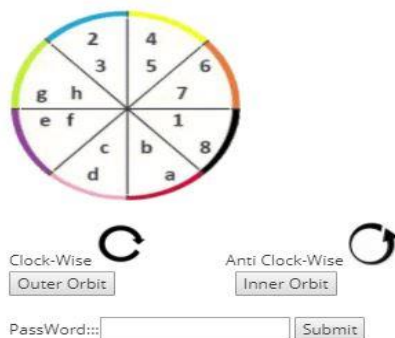 2 4
3 5 6
g h 7
e f 1
c b 8
d a
Clock-Wise Anti Clock-Wise
Outer Orbit Inner Orbit
PassWord::: Submit